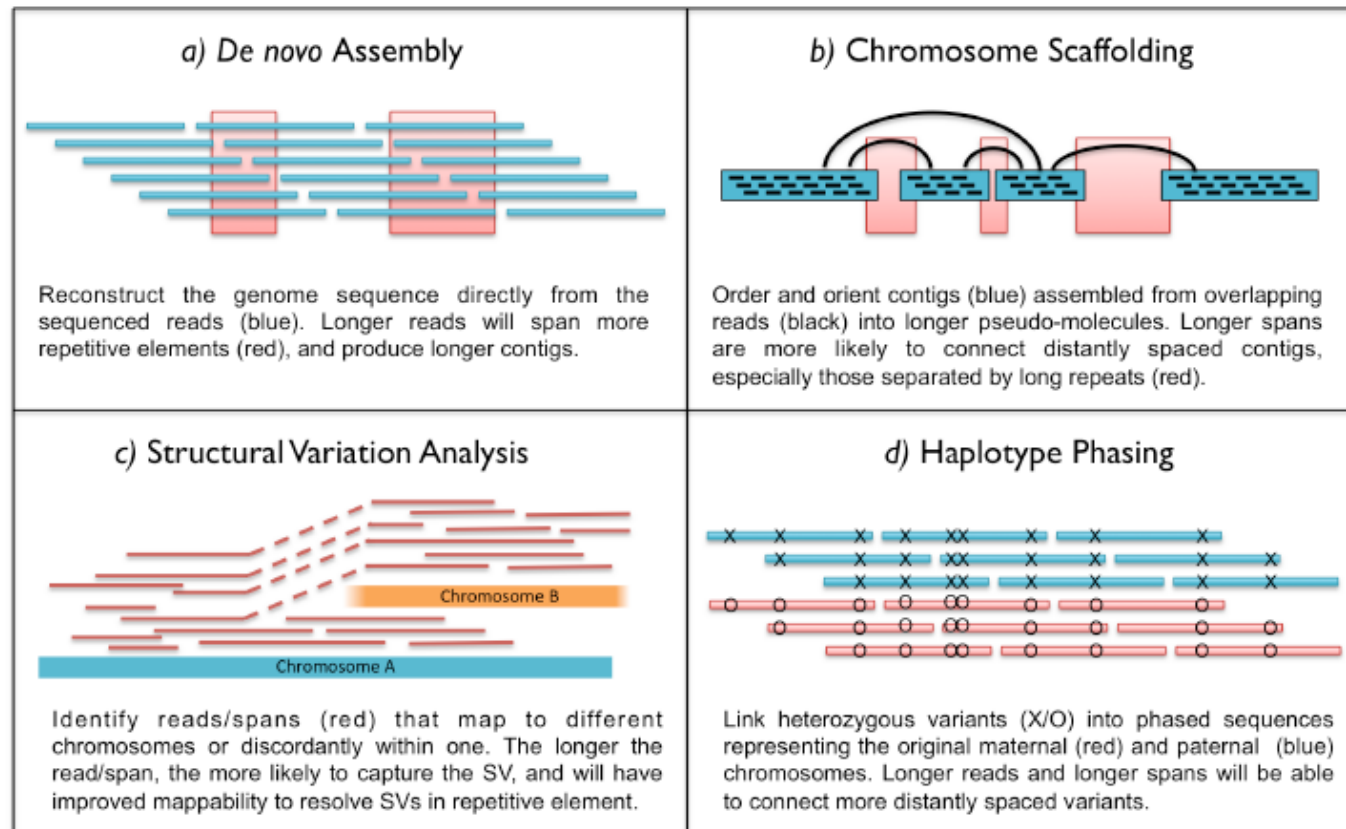 a) De novo Assembly
Reconstruct the genome sequence directly from the
sequenced reads (blue). Longer reads will span more
repetitive elements (red), and produce longer contigs.
b) Chromosome Scaffolding
Order and orient contigs (blue) assembled from overlapping
reads (black) into longer pseudo-molecules. Longer spans
are more likely to connect distantly spaced contigs,
especially those separated by long repeats (red).
c) Structural Variation Analysis
Chromosome B
Chromosome A
Identify reads/spans (red) that map to different
chromosomes or discordantly within one. The longer the
read/span, the more likely to capture the SV, and will have
improved mappability to resolve SVs in repetitive element.
d) Haplotype Phasing
X X X X XX X X X
X X XX X X X X
X X XX X X X X
O O O O OO O O O
O O O OO O O O O
O O OO O O O O
Link heterozygous variants (X/O) into phased sequences
representing the original maternal (red) and paternal (blue)
chromosomes. Longer reads and longer spans will be able
to connect more distantly spaced variants.